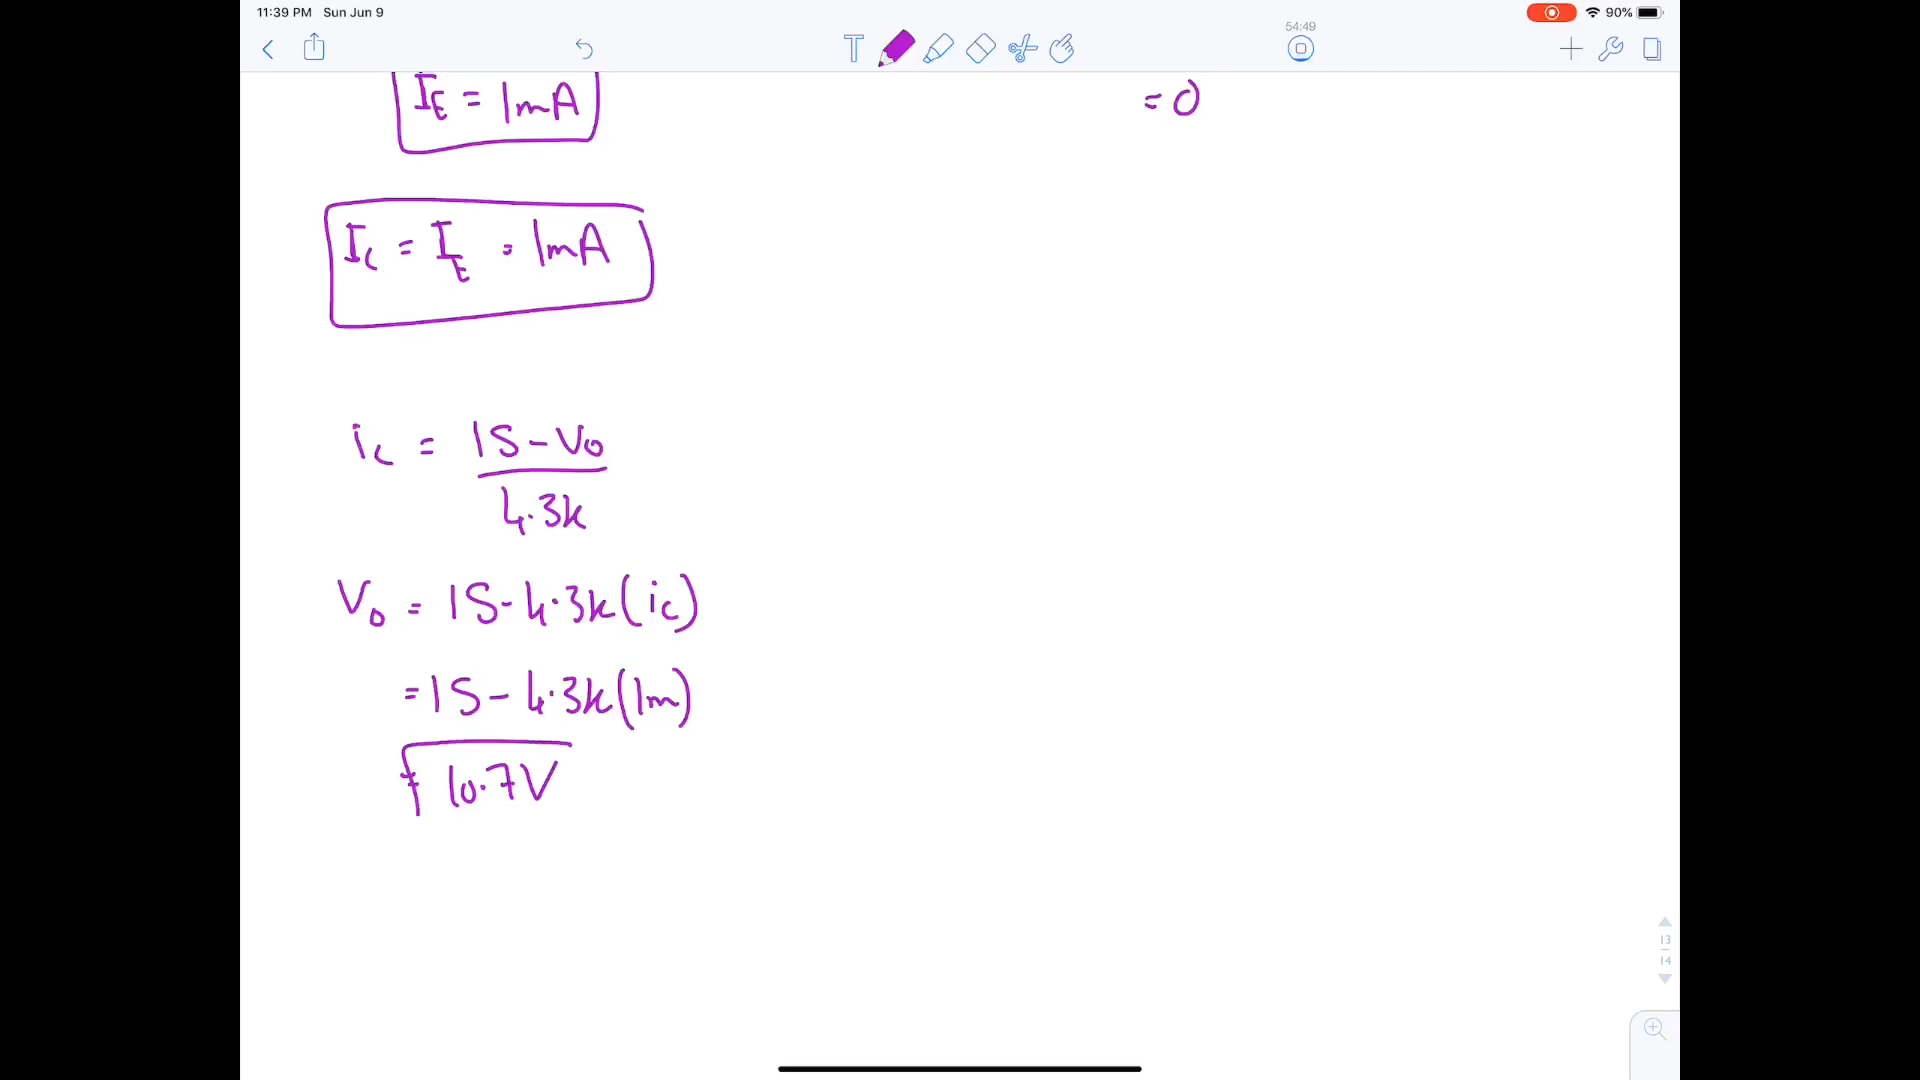 11:39 PM Sun Jun 9
90%
54:49
T
I_E = 1mA
= 0
I_C = I_E = 1mA
i_C = 15 - V_0
4.3k
V_0 = 15 - 4.3k(i_C)
= 15 - 4.3k(1m)
= 10.7V
13
14